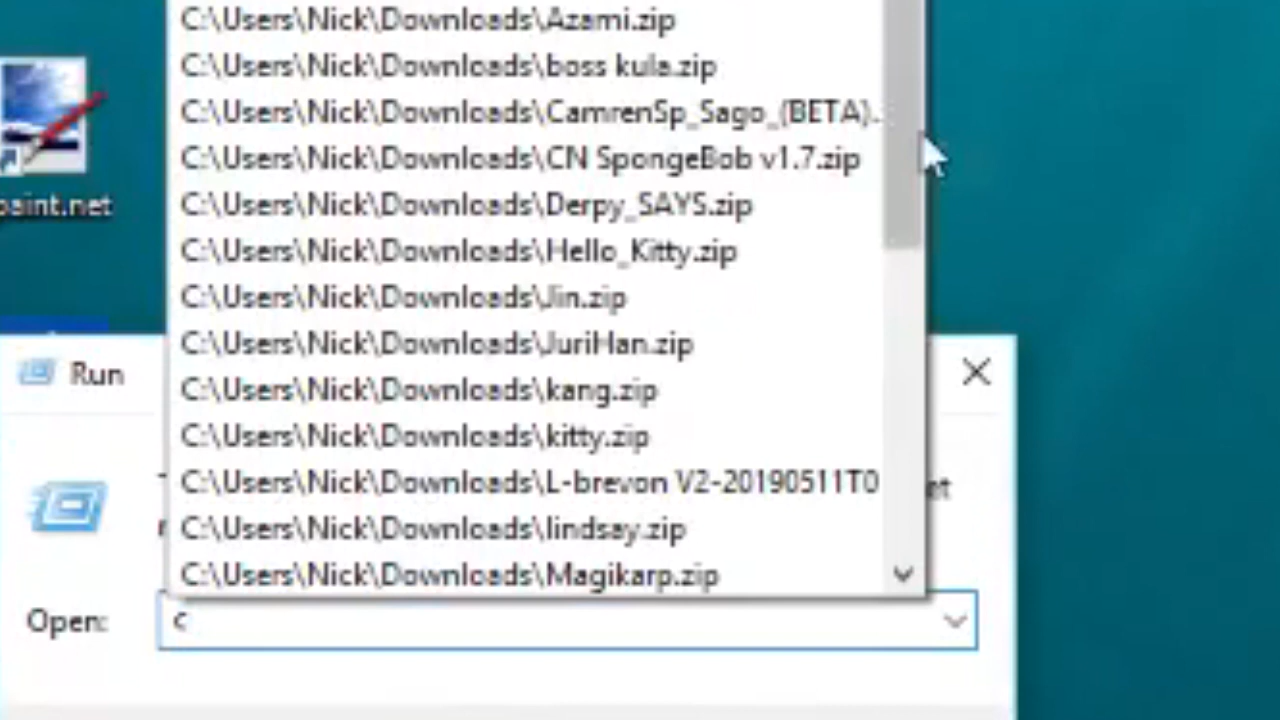 C:\Users\Nick\Downloads\Azami.zip
C:\Users\Nick\Downloads\boss kula.zip
C:\Users\Nick\Downloads\CamrenSp_Sago_(BETA).
C:\Users\Nick\Downloads\CN SpongeBob v1.7.zip
C:\Users\Nick\Downloads\Derpy_SAYS.zip
paint.net
C:\Users\Nick\Downloads\Hello_Kitty.zip
C:\Users\Nick\Downloads\Jin.zip
C:\Users\Nick\Downloads\JuriHan.zip
Run
C:\Users\Nick\Downloads\kang.zip
C:\Users\Nick\Downloads\kitty.zip
C:\Users\Nick\Downloads\L-brevon V2-20190511T0
C:\Users\Nick\Downloads\lindsay.zip
C:\Users\Nick\Downloads\Magikarp.zip
Open: c